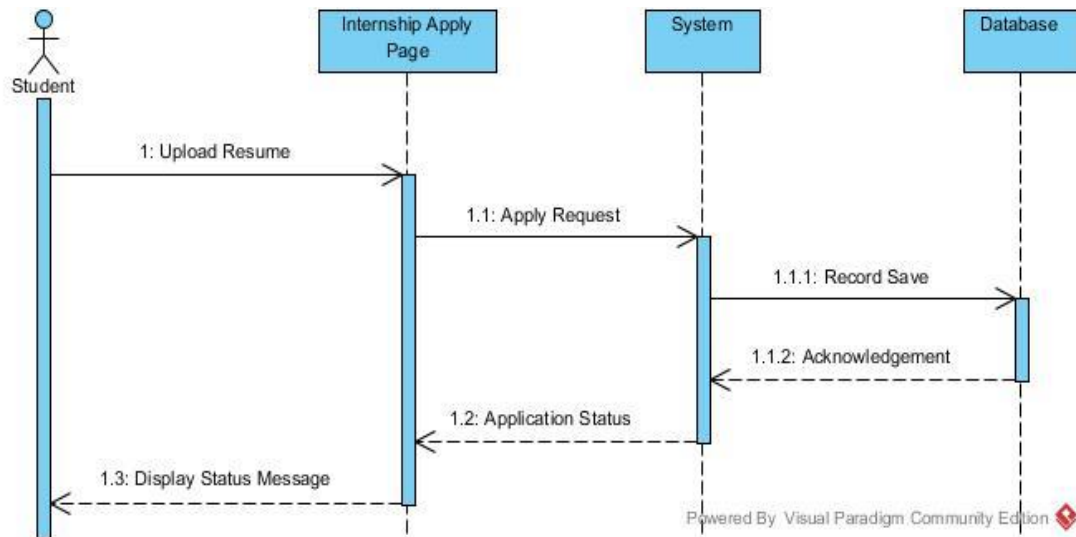 Internship Apply
Page
System
Database
Student
1: Upload Resume
1.1: Apply Request
1.1.1: Record Save
1.1.2: Acknowledgement
1.2: Application Status
1.3: Display Status Message
Powered By Visual Paradigm Community Edition